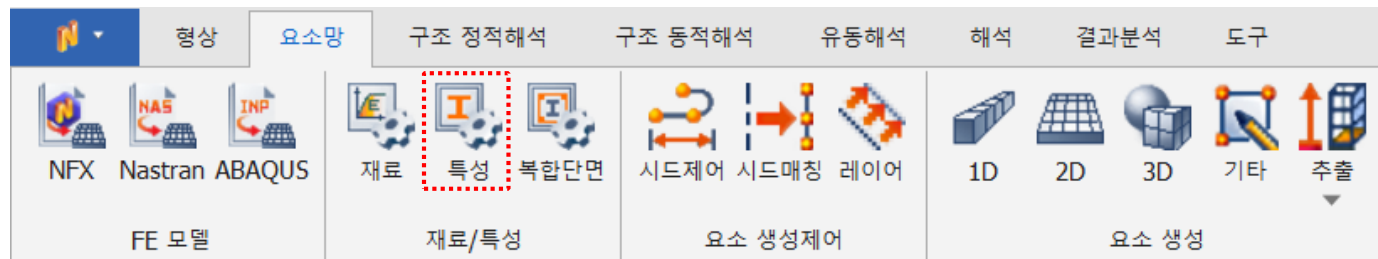 형상 요소망 구조 정적해석 구조 동적해석 유동해석 해석 결과분석 도구
NAS INP E
NFX Nastran ABAQUS 재료 특성 복합단면 시드제어 시드매칭 레이어 1D 2D 3D 기타 추출
FE 모델 재료/특성 요소 생성제어 요소 생성